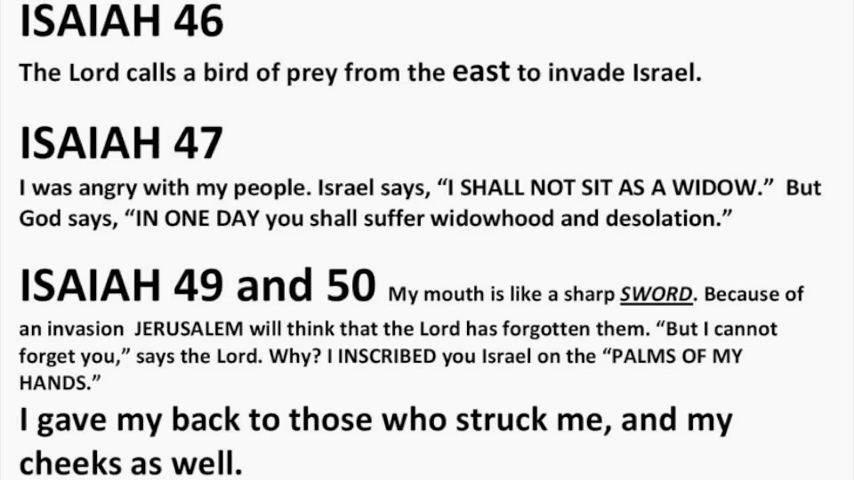 ISAIAH 46
The Lord calls a bird of prey from the east to invade Israel.
ISAIAH 47
I was angry with my people. Israel says, “I SHALL NOT SIT AS A WIDOW.” But
God says, “IN ONE DAY you shall suffer widowhood and desolation.”
ISAIAH 49 and 50 My mouth is like a sharp SWORD. Because of
an invasion JERUSALEM will think that the Lord has forgotten them. “But I cannot
forget you,” says the Lord. Why? I INSCRIBED you Israel on the “PALMS OF MY
HANDS.”
I gave my back to those who struck me, and my
cheeks as well.